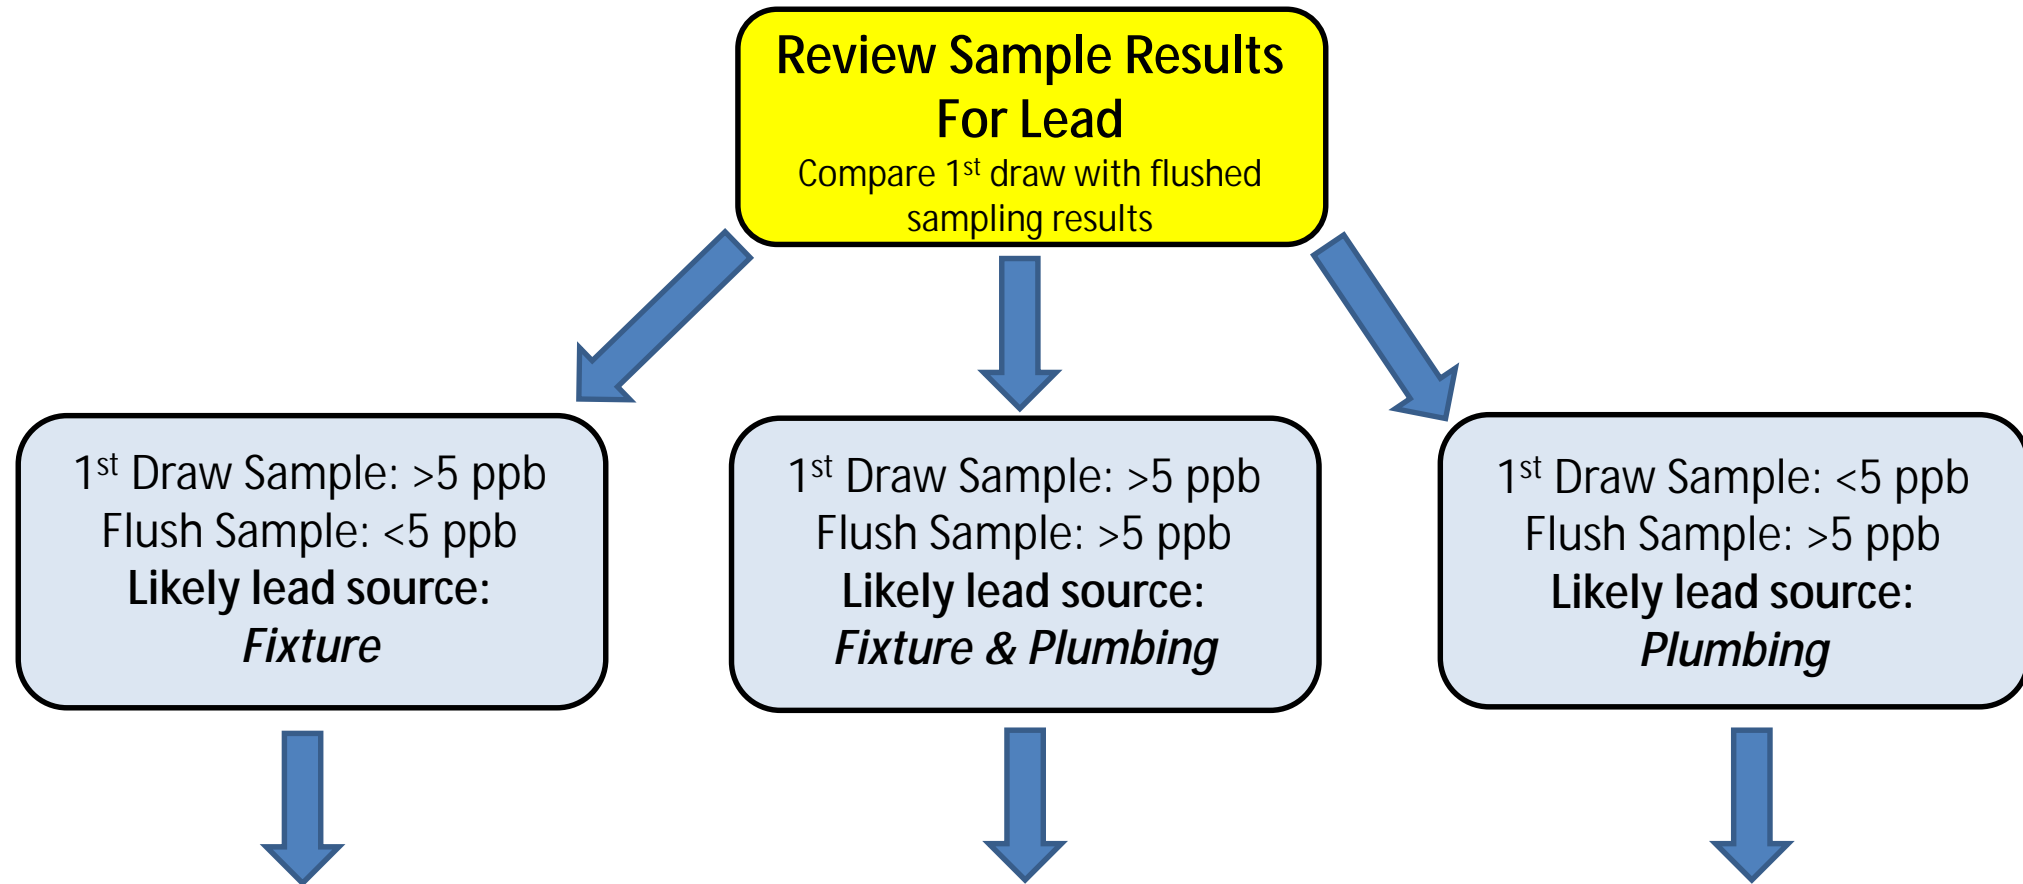 Review Sample Results
For Lead
Compare 1st draw with flushed
sampling results
1st Draw Sample: >5 ppb
Flush Sample: <5 ppb
Likely lead source:
Fixture
1st Draw Sample: >5 ppb
Flush Sample: >5 ppb
Likely lead source:
Fixture & Plumbing
1st Draw Sample: <5 ppb
Flush Sample: >5 ppb
Likely lead source:
Plumbing